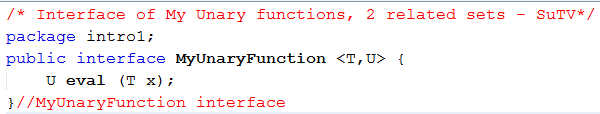 /* Interface of My Unary functions, 2 related sets - SuTV*/
package intro1;
public interface MyUnaryFunction <T,U> {
    U eval (T x);
}//MyUnaryFunction interface